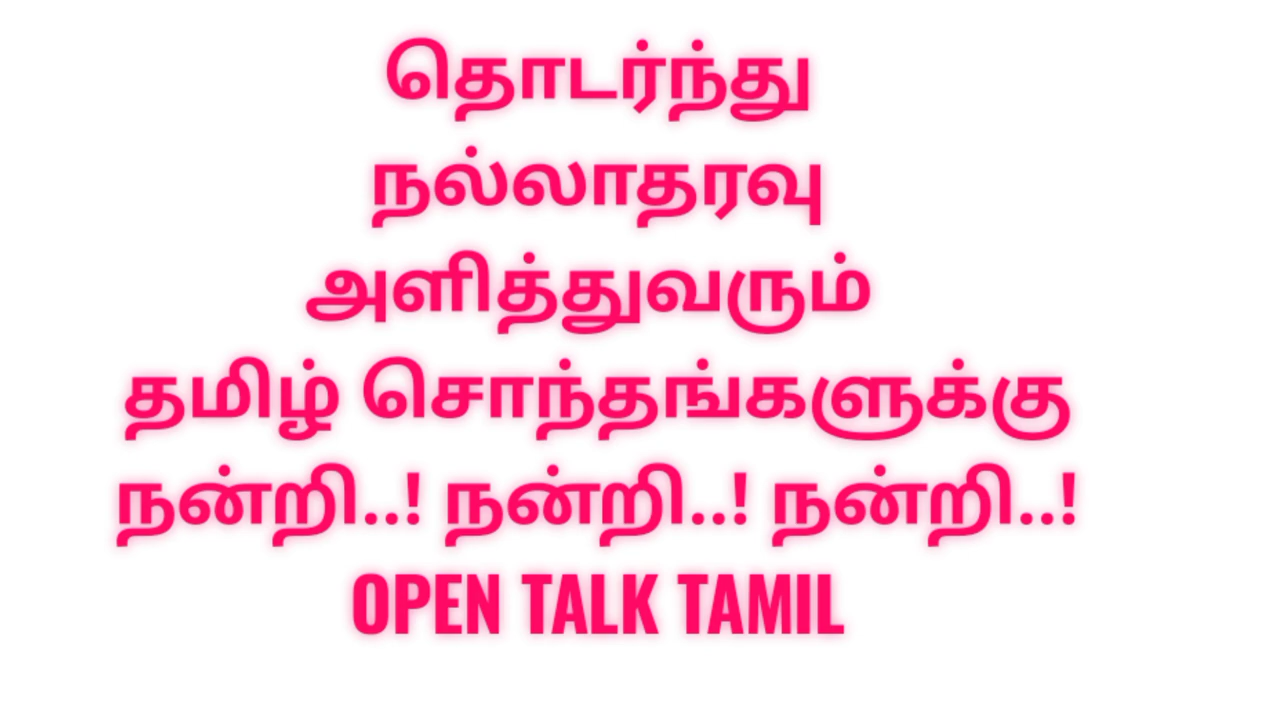 தொடர்ந்து
நல்லாதரவு
அளித்துவரும்
தமிழ் சொந்தங்களுக்கு
நன்றி..! நன்றி..! நன்றி..!
OPEN TALK TAMIL